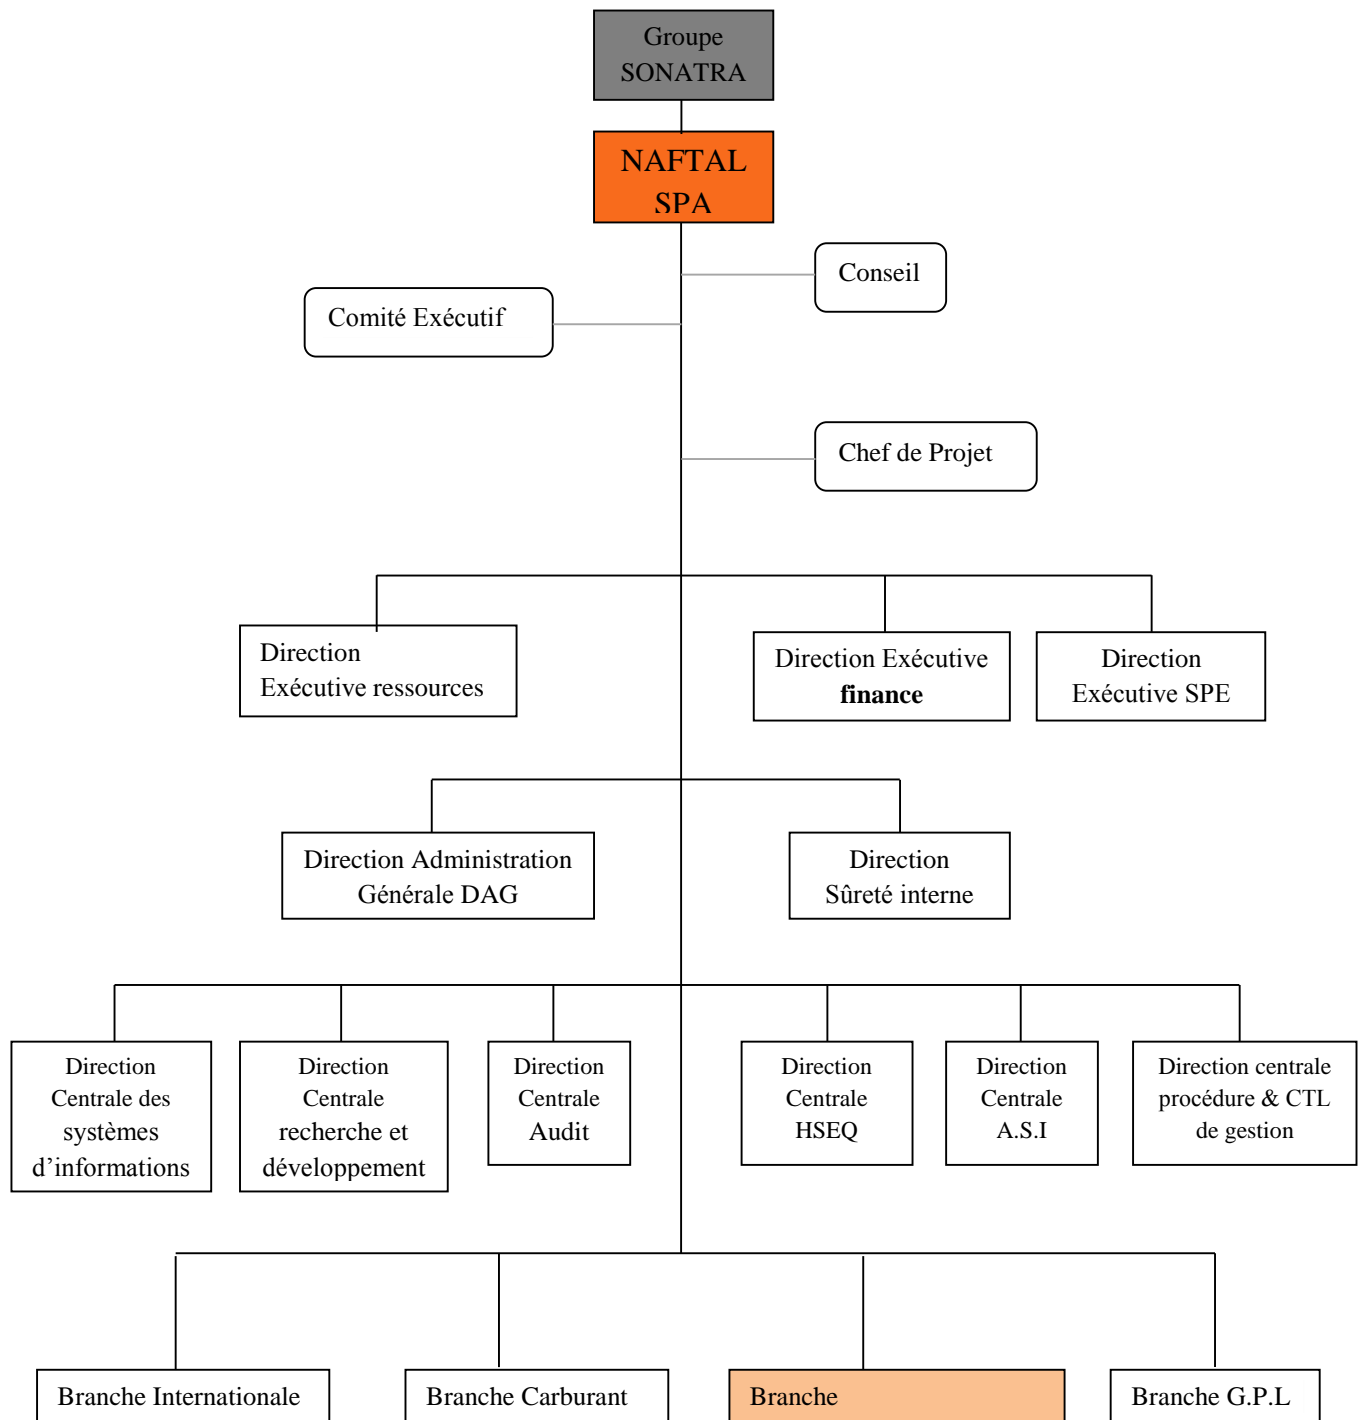 Groupe
SONATRA
NAFTAL
SPA
Conseil
Comité Exécutif
Chef de Projet
Direction
Exécutive ressources
Direction Exécutive
finance
Direction
Exécutive SPE
Direction Administration
Générale DAG
Direction
Sûreté interne
Direction
Centrale des
systèmes
d’informations
Direction
Centrale
recherche et
développement
Direction
Centrale
Audit
Direction
Centrale
HSEQ
Direction
Centrale
A.S.I
Direction centrale
procédure & CTL
de gestion
Branche Internationale
Branche Carburant
Branche
Branche G.P.L